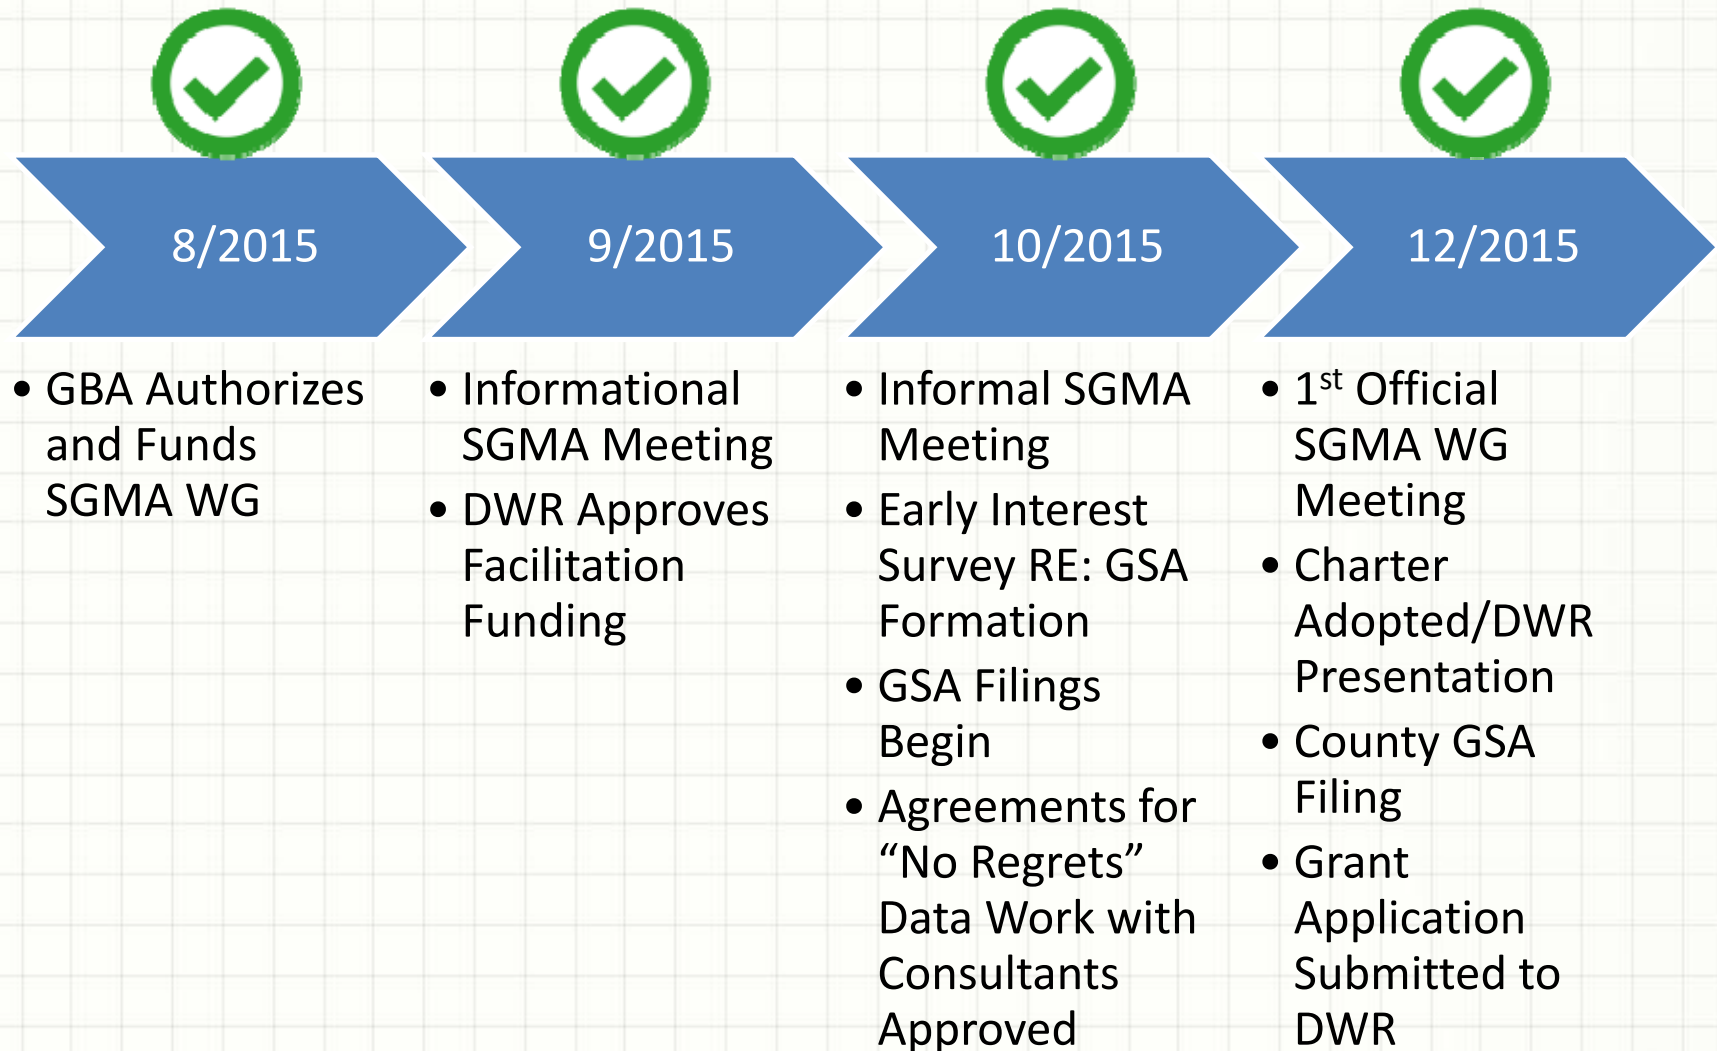 8/2015
• GBA Authorizes
and Funds
SGMA WG
9/2015
• Informational
SGMA Meeting
• DWR Approves
Facilitation
Funding
10/2015
• Informal SGMA
Meeting
• Early Interest
Survey RE: GSA
Formation
• GSA Filings
Begin
• Agreements for
“No Regrets”
Data Work with
Consultants
Approved
12/2015
• 1st Official
SGMA WG
Meeting
• Charter
Adopted/DWR
Presentation
• County GSA
Filing
• Grant
Application
Submitted to
DWR